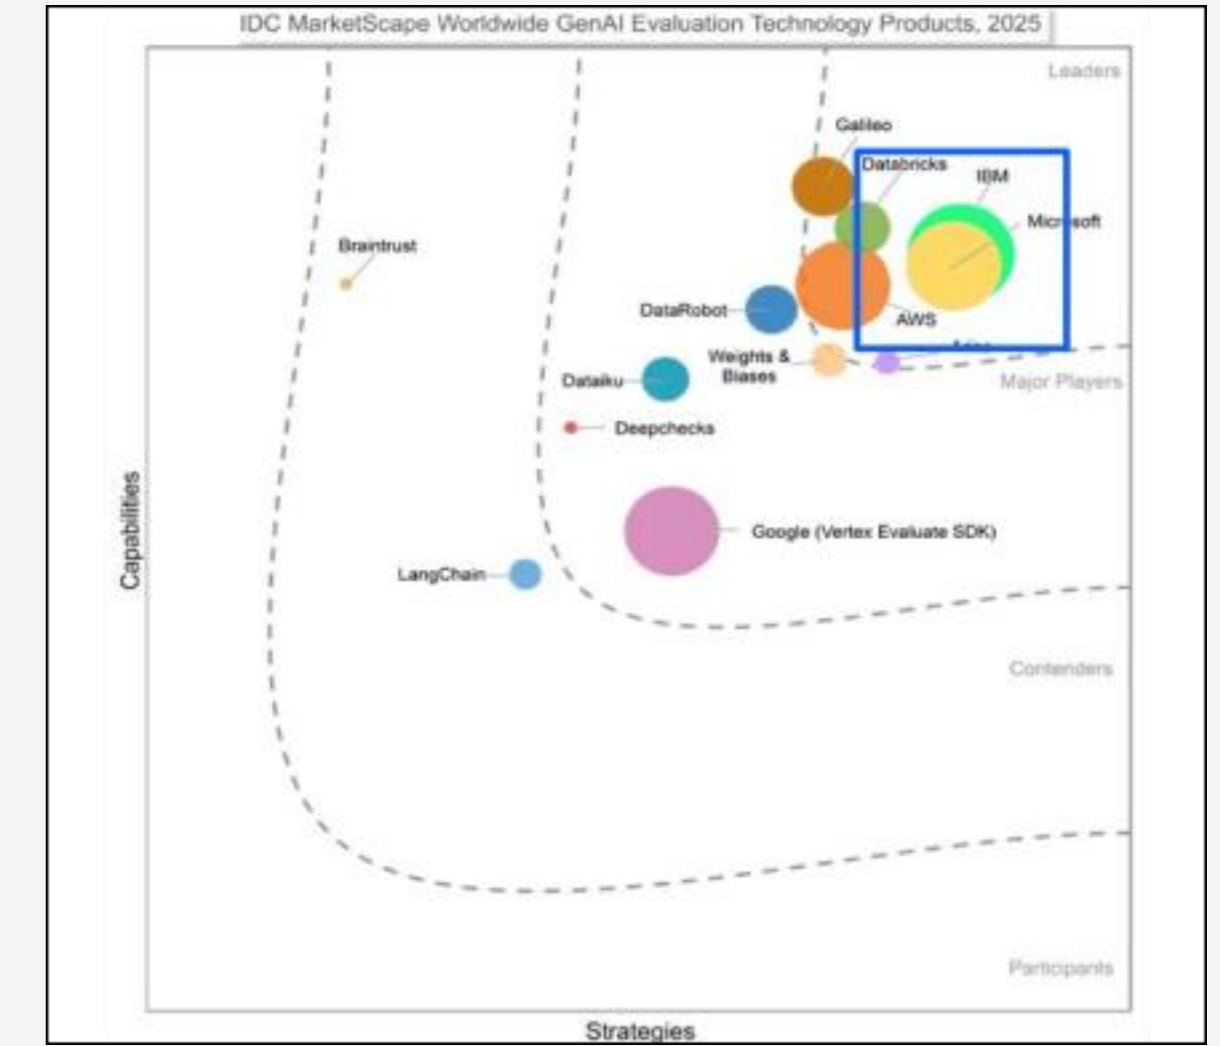 IDC MarketScape Worldwide GenAI Evaluation Technology Products, 2025
Leaders
Galileo
Databricks
IBM
Microsoft
Braintrust
DataRobot
AWS
Weights &
Biases
Major Players
Dataiku
Deepchecks
Google (Vertex Evaluate SDK)
LangChain
Capabilities
Contenders
Participants
Strategies